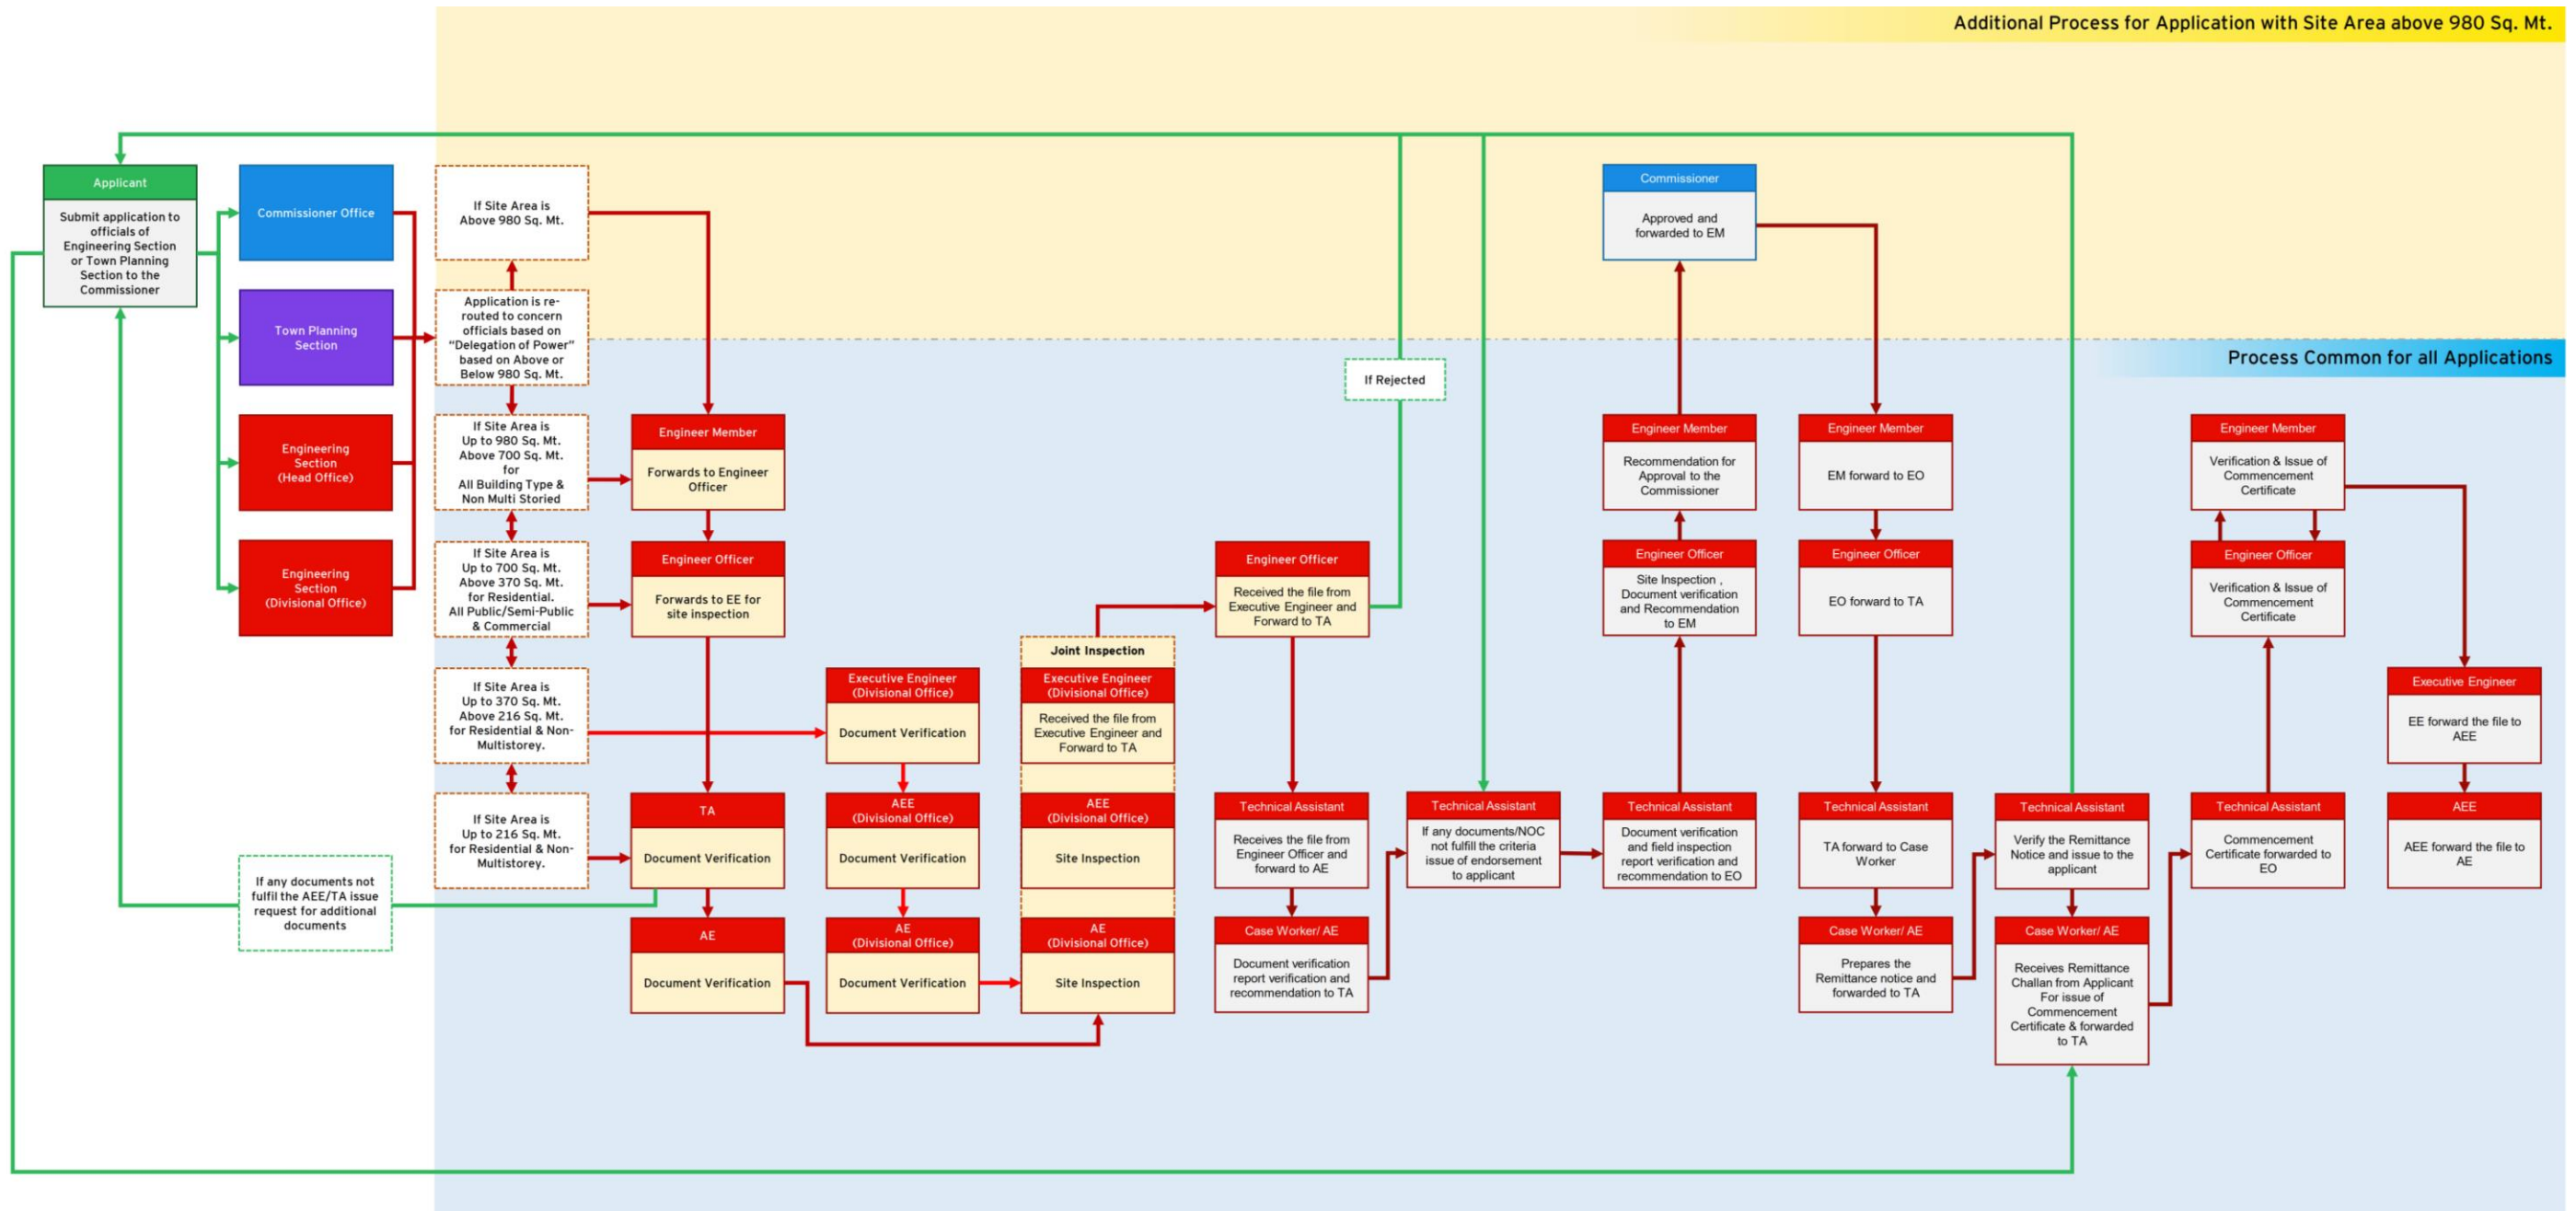 Additional Process for Application with Site Area above 980 Sq. Mt.
Process Common for all Applications
Applicant
Submit application to
officials of
Engineering Section
or Town Planning
Section to the
Commissioner
Commissioner Office
Town Planning
Section
Engineering
Section
(Head Office)
Engineering
Section
(Divisional Office)
If any documents not
fulfil the AEE/TA issue
request for additional
documents
If Site Area is
Above 980 Sq. Mt.
Application is re-
routed to concern
officials based on
“Delegation of Power”
based on Above or
Below 980 Sq. Mt.
If Site Area is
Up to 980 Sq. Mt.
Above 700 Sq. Mt.
for
All Building Type &
Non Multi Storied
If Site Area is
Up to 700 Sq. Mt.
Above 370 Sq. Mt.
for Residential.
All Public/Semi-Public
& Commercial
If Site Area is
Up to 370 Sq. Mt.
Above 216 Sq. Mt.
for Residential & Non-
Multistorey.
If Site Area is
Up to 216 Sq. Mt.
for Residential & Non-
Multistorey.
Engineer Member
Forwards to Engineer
Officer
Engineer Officer
Forwards to EE for
site inspection
TA
Document Verification
AE
Document Verification
Executive Engineer
(Divisional Office)
Document Verification
AEE
(Divisional Office)
Document Verification
AE
(Divisional Office)
Document Verification
Joint Inspection
Executive Engineer
(Divisional Office)
Received the file from
Executive Engineer and
Forward to TA
AEE
(Divisional Office)
Site Inspection
AE
(Divisional Office)
Site Inspection
Engineer Officer
Received the file from
Executive Engineer and
Forward to TA
If Rejected
Technical Assistant
Receives the file from
Engineer Officer and
forward to AE
Case Worker/ AE
Document verification
report verification and
recommendation to TA
Technical Assistant
If any documents/NOC
not fulfill the criteria
issue of endorsement
to applicant
Commissioner
Approved and
forwarded to EM
Engineer Member
Recommendation for
Approval to the
Commissioner
Engineer Officer
Site Inspection ,
Document verification
and Recommendation
to EM
Technical Assistant
Document verification
and field inspection
report verification and
recommendation to EO
Engineer Member
EM forward to EO
Engineer Officer
EO forward to TA
Technical Assistant
TA forward to Case
Worker
Case Worker/ AE
Prepares the
Remittance notice and
forwarded to TA
Technical Assistant
Verify the Remittance
Notice and issue to the
applicant
Case Worker/ AE
Receives Remittance
Challan from Applicant
For issue of
Commencement
Certificate & forwarded
to TA
Engineer Member
Verification & Issue of
Commencement
Certificate
Engineer Officer
Verification & Issue of
Commencement
Certificate
Technical Assistant
Commencement
Certificate forwarded to
EO
Executive Engineer
EE forward the file to
AEE
AEE
AEE forward the file to
AE